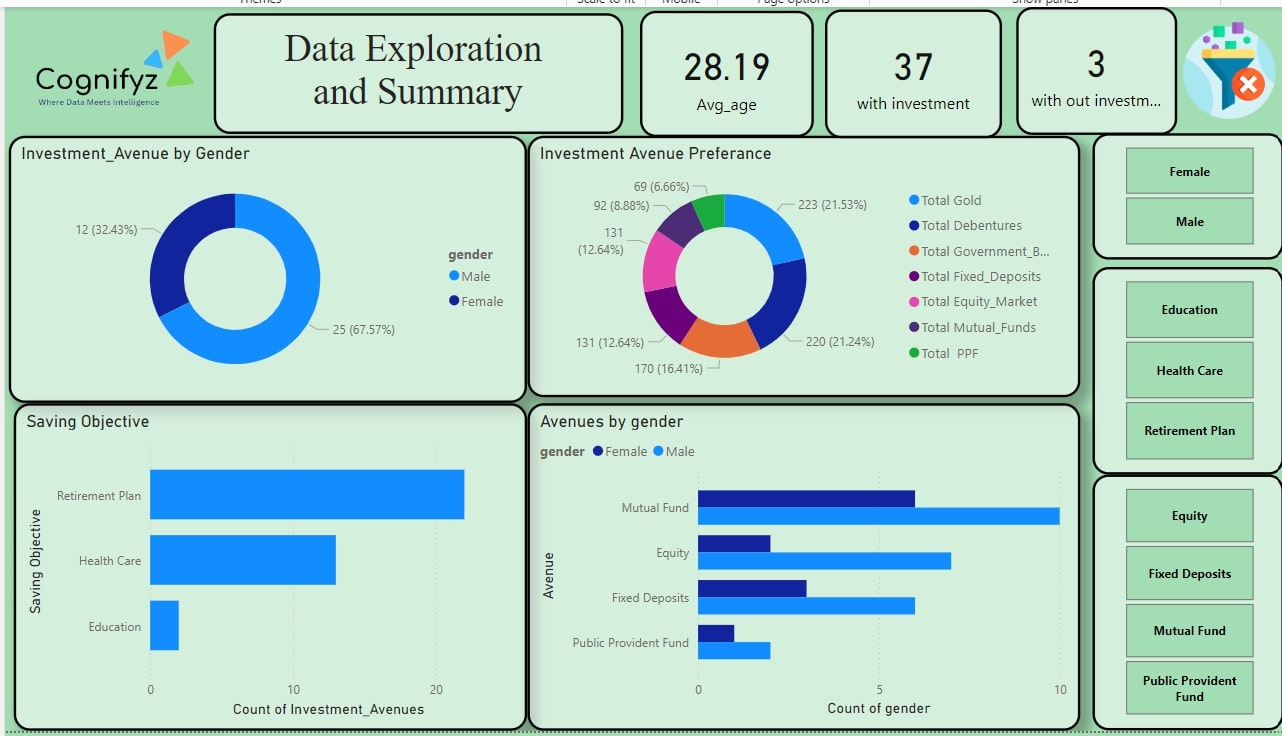 Themes
Scale to fit
Mobile
Page options
Show panes
Cognifyz
Where Data Meets Intelligence
Data Exploration
and Summary
28.19
Avg_age
37
with investment
3
with out investm...
Investment_Avenue by Gender
12 (32.43%)
25 (67.57%)
gender
Male
Female
Investment Avenue Preferance
69 (6.66%)
92 (8.88%)
131
(12.64%)
131 (12.64%)
170 (16.41%)
223 (21.53%)
220 (21.24%)
Total Gold
Total Debentures
Total Government_B...
Total Fixed_Deposits
Total Equity_Market
Total Mutual_Funds
Total PPF
Female
Male
Education
Health Care
Retirement Plan
Equity
Fixed Deposits
Mutual Fund
Public Provident
Fund
Saving Objective
Saving Objective
Retirement Plan
Health Care
Education
0 10 20
Count of Investment_Avenues
Avenues by gender
gender Female Male
Avenue
Mutual Fund
Equity
Fixed Deposits
Public Provident Fund
0 5 10
Count of gender